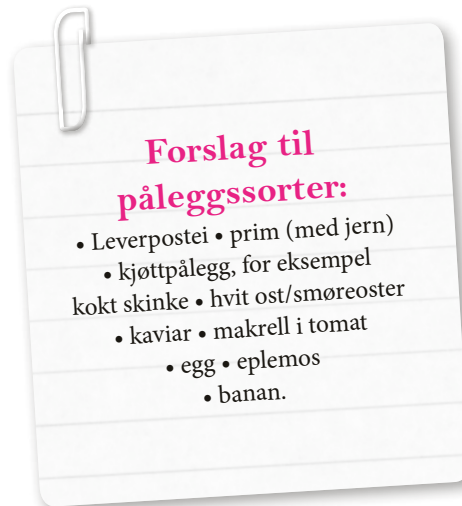 Forslag til
påleggssorter:
• Leverpostei • prim (med jern)
• kjøttpålegg, for eksempel
kokt skinke • hvit ost/smøreoster
• kaviar • makrell i tomat
• egg • eplemos
• banan.